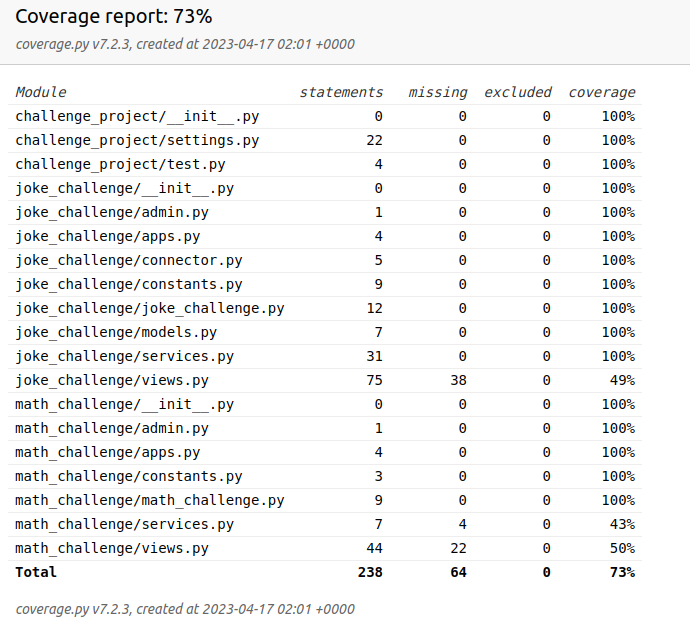 Coverage report: 73%
coverage.py v7.2.3, created at 2023-04-17 02:01 +0000
Module statements missing excluded coverage
challenge_project/__init__.py 0 0 0 100%
challenge_project/settings.py 22 0 0 100%
challenge_project/test.py 4 0 0 100%
joke_challenge/__init__.py 0 0 0 100%
joke_challenge/admin.py 1 0 0 100%
joke_challenge/apps.py 4 0 0 100%
joke_challenge/connector.py 5 0 0 100%
joke_challenge/constants.py 9 0 0 100%
joke_challenge/joke_challenge.py 12 0 0 100%
joke_challenge/models.py 7 0 0 100%
joke_challenge/services.py 31 0 0 100%
joke_challenge/views.py 75 38 0 49%
math_challenge/__init__.py 0 0 0 100%
math_challenge/admin.py 1 0 0 100%
math_challenge/apps.py 4 0 0 100%
math_challenge/constants.py 3 0 0 100%
math_challenge/math_challenge.py 9 0 0 100%
math_challenge/services.py 7 4 0 43%
math_challenge/views.py 44 22 0 50%
Total 238 64 0 73%
coverage.py v7.2.3, created at 2023-04-17 02:01 +0000